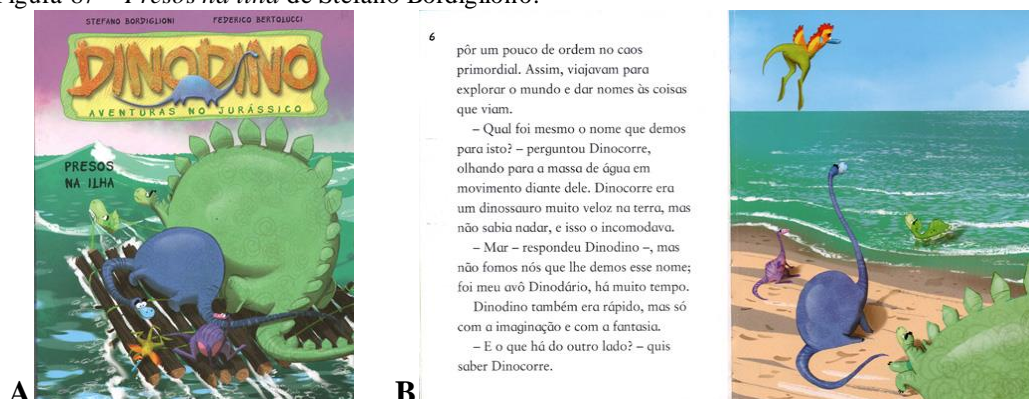 Figura 67 – Presos na ilha de Stefano Bordiglione.
STEFANO BORDIGLIONI FEDERICO BERTOLUCCI
DINODINO
AVENTURAS NO JURÁSSICO
PRESOS
NA ILHA
A
6
pôr um pouco de ordem no caos
primordial. Assim, viajavam para
explorar o mundo e dar nomes às coisas
que viam.
– Qual foi mesmo o nome que demos
para isto? – perguntou Dinocorre,
olhando para a massa de água em
movimento diante dele. Dinocorre era
um dinossauro muito veloz na terra, mas
não sabia nadar, e isso o incomodava.
– Mar – respondeu Dinodino –, mas
não fomos nós que lhe demos esse nome;
foi meu avô Dinodário, há muito tempo.
Dinodino também era rápido, mas só
com a imaginação e com a fantasia.
– E o que há do outro lado? – quis
saber Dinocorre.
B